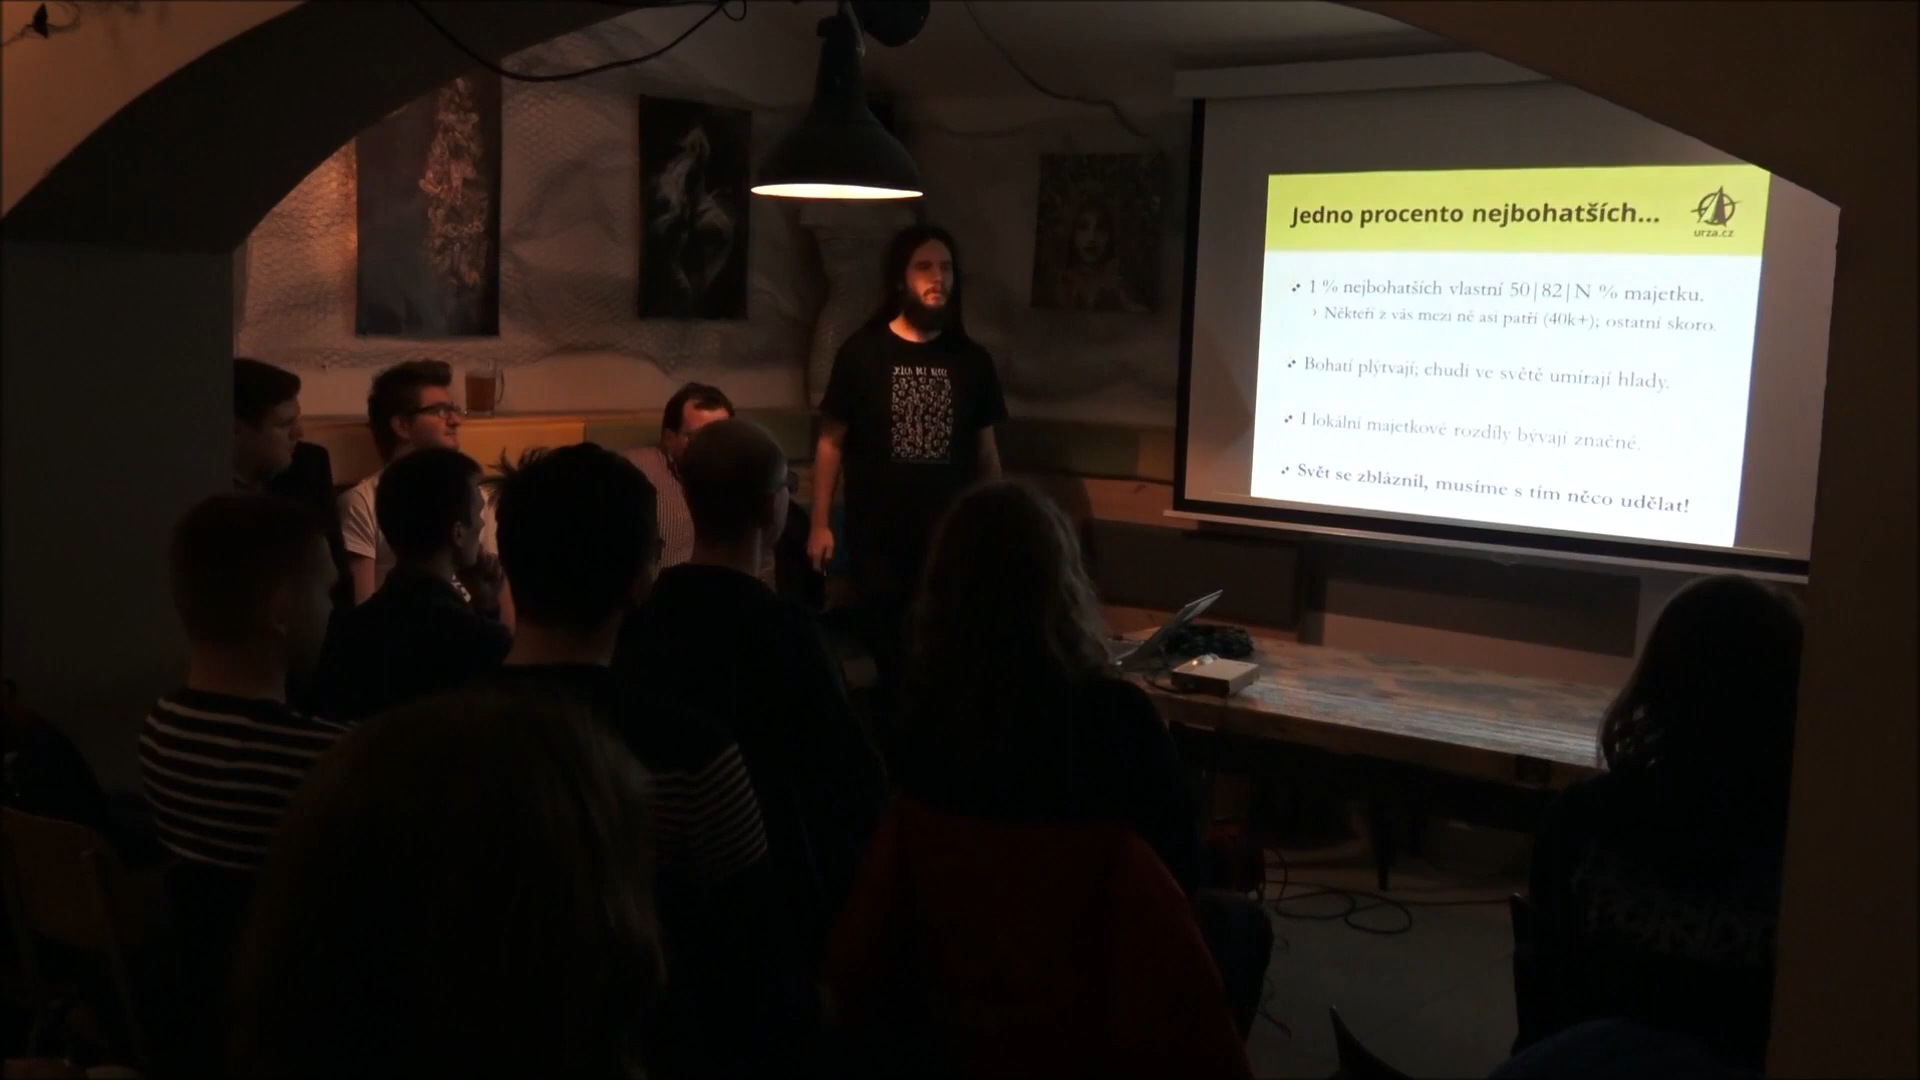 Jedno procento nejbohatších...
urza.cz
1 % nejbohatších vlastní 50|82|N % majetku.
Někteří z vás mezi ně asi patří (40k+); ostatní skoro.
Bohatí plýtvají; chudí ve světě umírají hlady.
I lokální majetkové rozdíly bývají značné.
Svět se zbláznil, musíme s tím něco udělat!